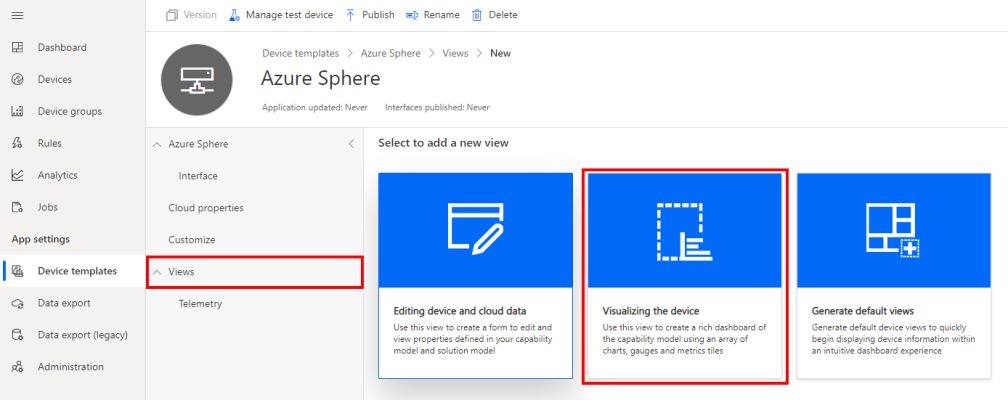 Version Manage test device Publish Rename Delete
Dashboard
Devices
Device groups
Rules
Analytics
Jobs
App settings
Device templates
Data export
Data export (legacy)
Administration
Device templates > Azure Sphere > Views > New
Azure Sphere
Application updated: Never Interfaces published: Never
Azure Sphere
Interface
Cloud properties
Customize
Views
Telemetry
Select to add a new view
Editing device and cloud data
Use this view to create a form to edit and
view properties defined in your capability
model and solution model
Visualizing the device
Use this view to create a rich dashboard of
the capability model using an array of
charts, gauges and metrics tiles
Generate default views
Generate default device views to quickly
begin displaying device information within
an intuitive dashboard experience